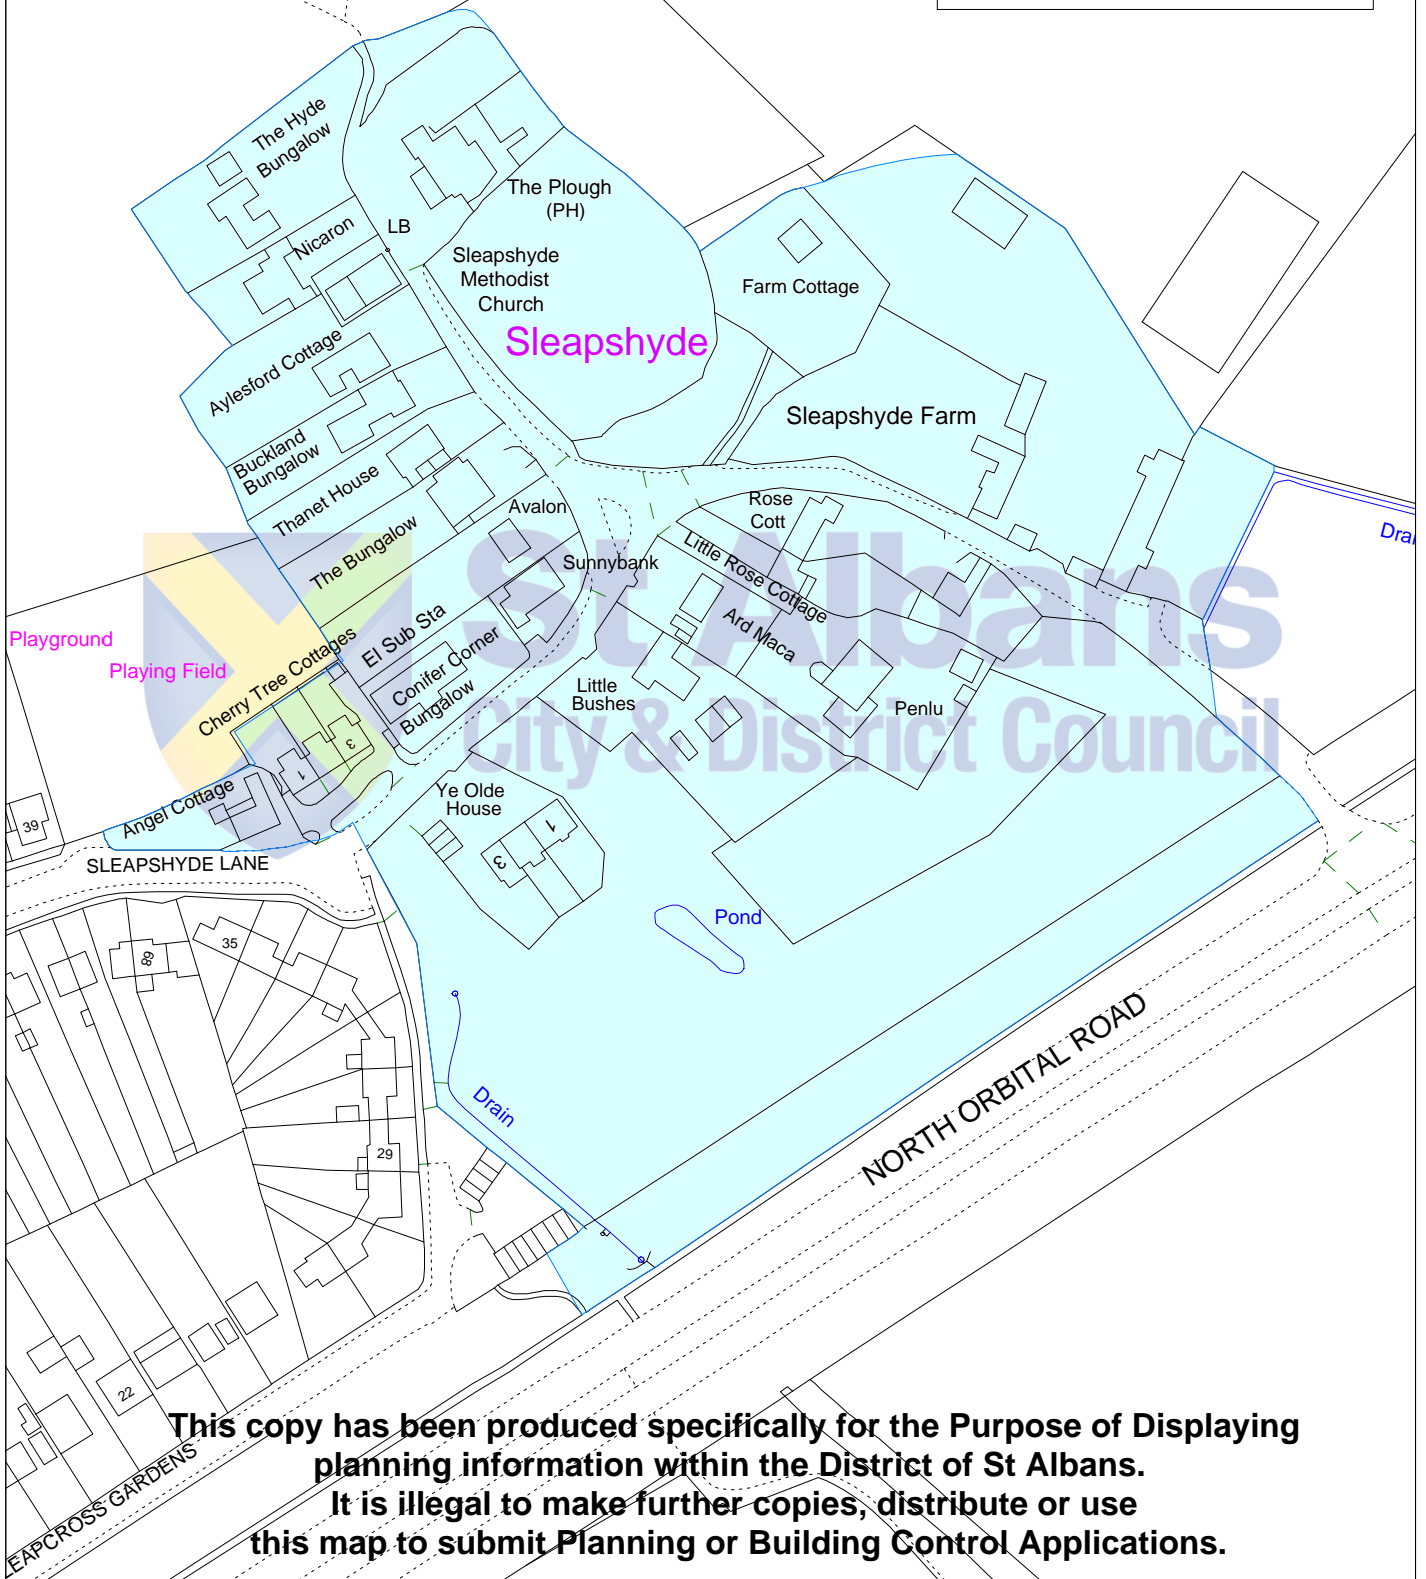 The Hyde
Bungalow
The Plough
(PH)
Nicaron
LB
Sleapshyde
Methodist
Church
Farm Cottage
Sleapshyde
Aylesford Cottage
Sleapshyde Farm
Buckland
Bungalow
Thanet House
Avalon
Rose
Cott
The Bungalow
Sunnybank
Little Rose Cottage
Drai
St Albans
City & District Council
El Sub Sta
Ard Maca
Playground
Playing Field
Cherry Tree Cottages
Conifer Corner
Bungalow
Little
Bushes
Penlu
3
1
Angel Cottage
Ye Olde
House
39
1
3
SLEAPSHYDE LANE
Pond
35
68
NORTH ORBITAL ROAD
Drain
29
22
EAPCROSS GARDENS
This copy has been produced specifically for the Purpose of Displaying
planning information within the District of St Albans.
It is illegal to make further copies, distribute or use
this map to submit Planning or Building Control Applications.